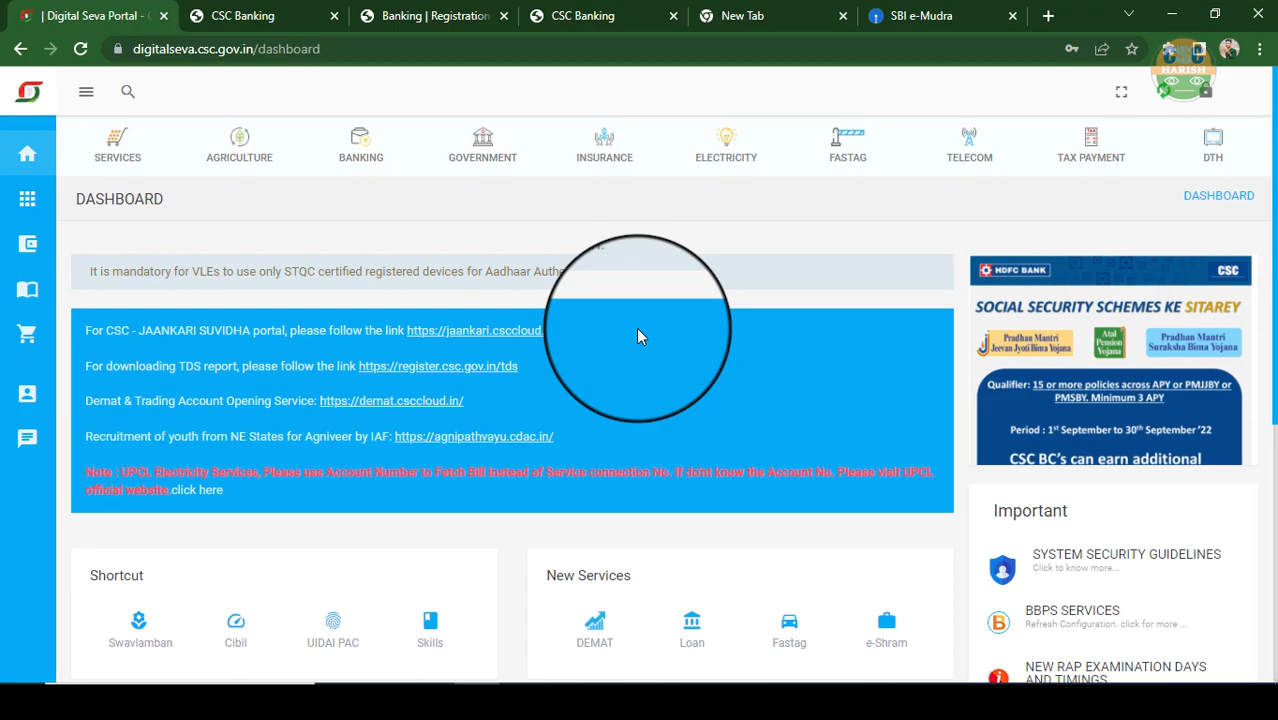 | Digital Seva Portal -
CSC Banking
Banking | Registration
CSC Banking
New Tab
SBI e-Mudra
digitalseva.csc.gov.in/dashboard
CSC
HARISH
SERVICES
AGRICULTURE
BANKING
GOVERNMENT
INSURANCE
ELECTRICITY
FASTAG
TELECOM
TAX PAYMENT
DTH
DASHBOARD
DASHBOARD
It is mandatory for VLEs to use only STQC certified registered devices for Aadhaar
For CSC - JAANKARI SUVIDHA portal, please follow the link https://jaankari.csccloud.
For downloading TDS report, please follow the link https://register.csc.gov.in/tds
Demat & Trading Account Opening Service: https://demat.csccloud.in/
Recruitment of youth from NE States for Agniveer by IAF: https://agnipathvayu.cdac.in/
Note : UPCL Electricity Services, Please use Account Number to Fetch Bill Instead of Service connection No. If do'nt know the Account No. Please visit UPCL
official website.click here
HDFC BANK
CSC
SOCIAL SECURITY SCHEMES KE SITAREY
Pradhan Mantri
Jeevan Jyoti Bima Yojana
Atal
Pension
Yojana
Pradhan Mantri
Suraksha Bima Yojana
Qualifier: 15 or more policies across APY or PMJJBY or
PMSBY. Minimum 3 APY
Period : 1st September to 30th September '22
CSC BC's can earn additional
Important
SYSTEM SECURITY GUIDELINES
Click to know more...
BBPS SERVICES
Refresh Configuration. click for more ...
NEW RAP EXAMINATION DAYS
AND TIMINGS
Shortcut
Swavlamban
Cibil
UIDAI PAC
Skills
New Services
DEMAT
Loan
Fastag
e-Shram